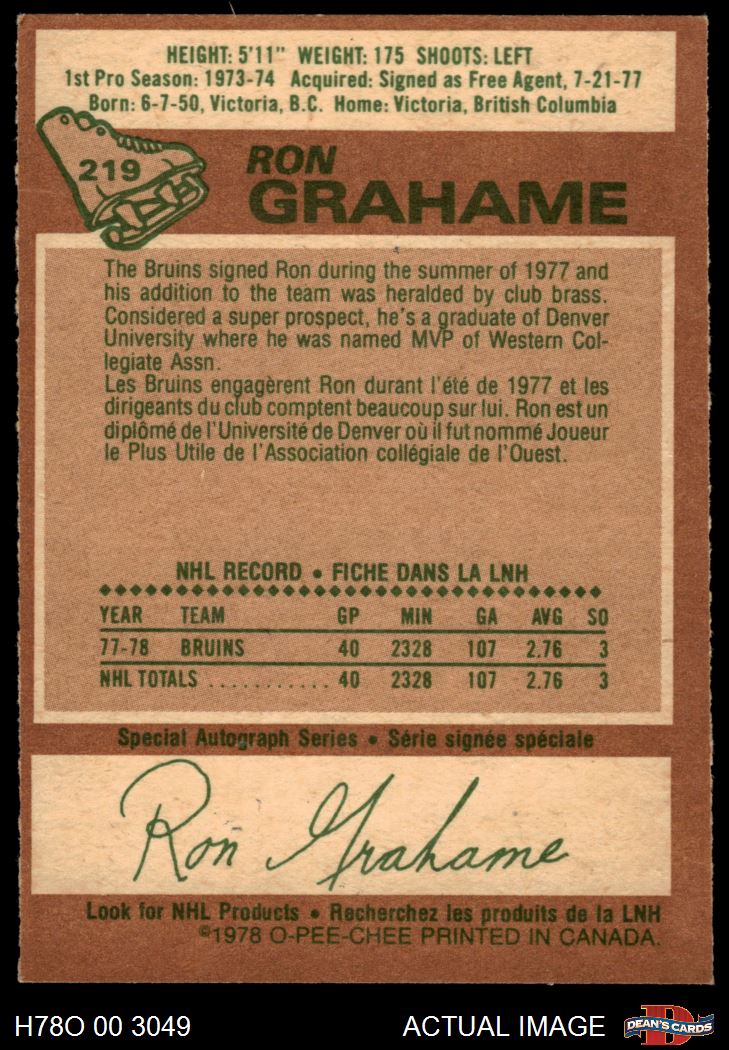 HEIGHT: 5'11" WEIGHT: 175 SHOOTS: LEFT
1st Pro Season: 1973-74 Acquired: Signed as Free Agent, 7-21-77
Born: 6-7-50, Victoria, B.C. Home: Victoria, British Columbia
219
RON
GRAHAME
The Bruins signed Ron during the summer of 1977 and
his addition to the team was heralded by club brass.
Considered a super prospect, he's a graduate of Denver
University where he was named MVP of Western Col-
legiate Assn.
Les Bruins engagèrent Ron durant l'été de 1977 et les
dirigeants du club comptent beaucoup sur lui. Ron est un
diplômé de l'Université de Denver où il fut nommé Joueur
le Plus Utile de l'Association collégiale de l'Ouest.
NHL RECORD • FICHE DANS LA LNH
YEAR TEAM GP MIN GA AVG SO
77-78 BRUINS 40 2328 107 2.76 3
NHL TOTALS ........... 40 2328 107 2.76 3
Special Autograph Series • Série signée spéciale
Ron Grahame
Look for NHL Products • Recherchez les produits de la LNH
©1978 O-PEE-CHEE PRINTED IN CANADA.
H78O 00 3049 ACTUAL IMAGE D DEAN'S CARDS